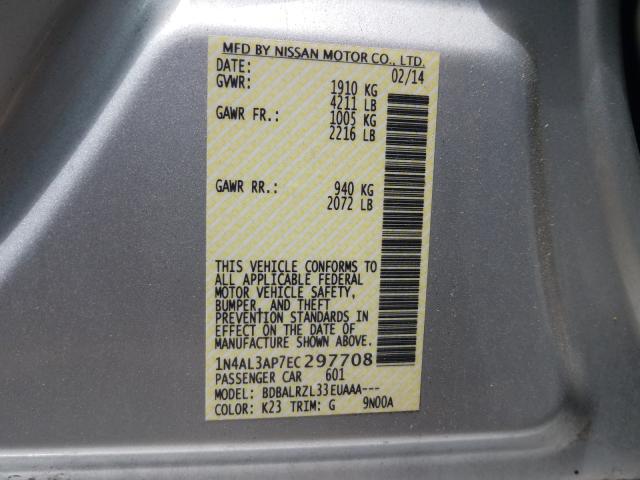 MFD BY NISSAN MOTOR CO., LTD.
DATE: 02/14
GVWR: 1910 KG
4211 LB
GAWR FR.: 1005 KG
2216 LB
GAWR RR.: 940 KG
2072 LB
THIS VEHICLE CONFORMS TO
ALL APPLICABLE FEDERAL
MOTOR VEHICLE SAFETY,
BUMPER, AND THEFT
PREVENTION STANDARDS IN
EFFECT ON THE DATE OF
MANUFACTURE SHOWN ABOVE.
1N4AL3AP7EC297708
PASSENGER CAR 601
MODEL: BDBALRZL33EUAAA---
COLOR: K23 TRIM: G 9N00A